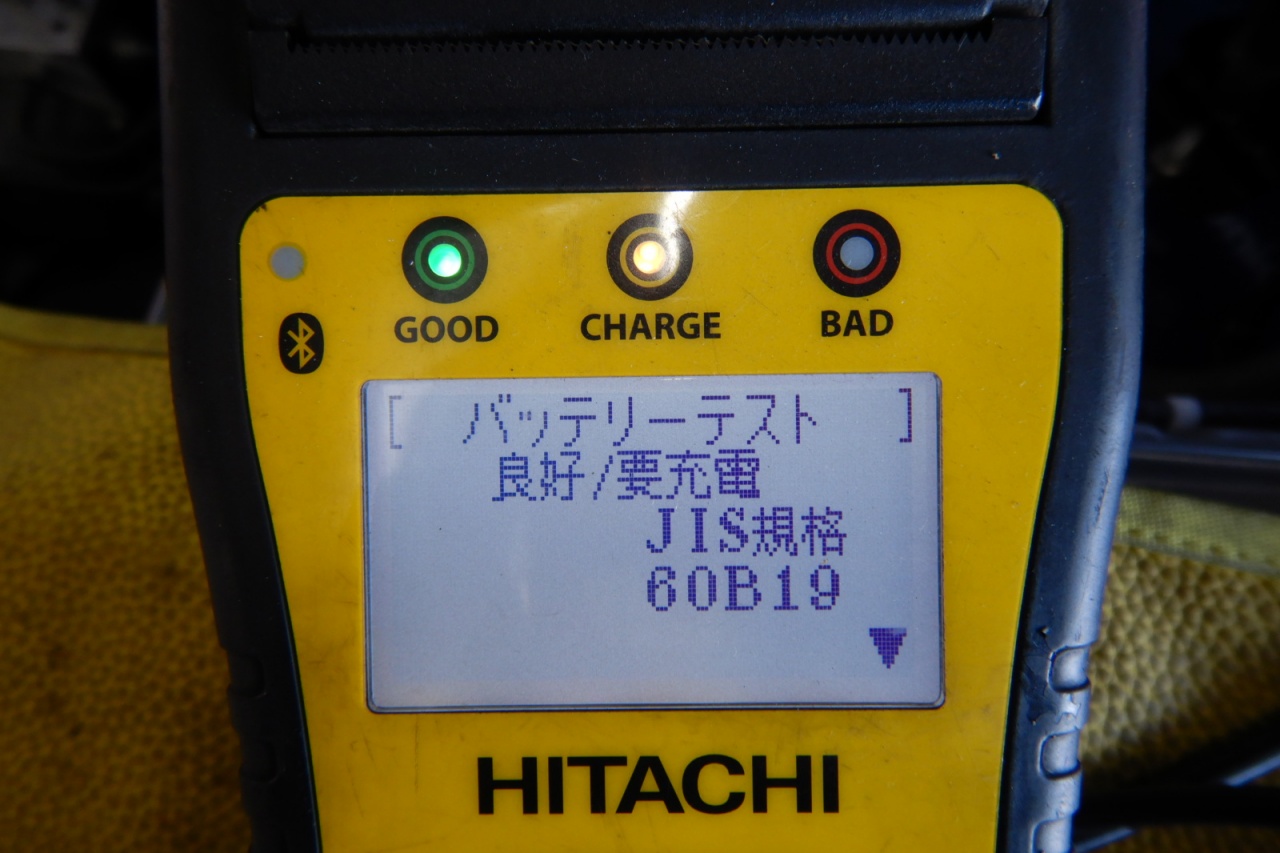 GOOD
CHARGE
BAD
[ バッテリーテスト ]
良好/要充電
JIS規格
60B19
HITACHI